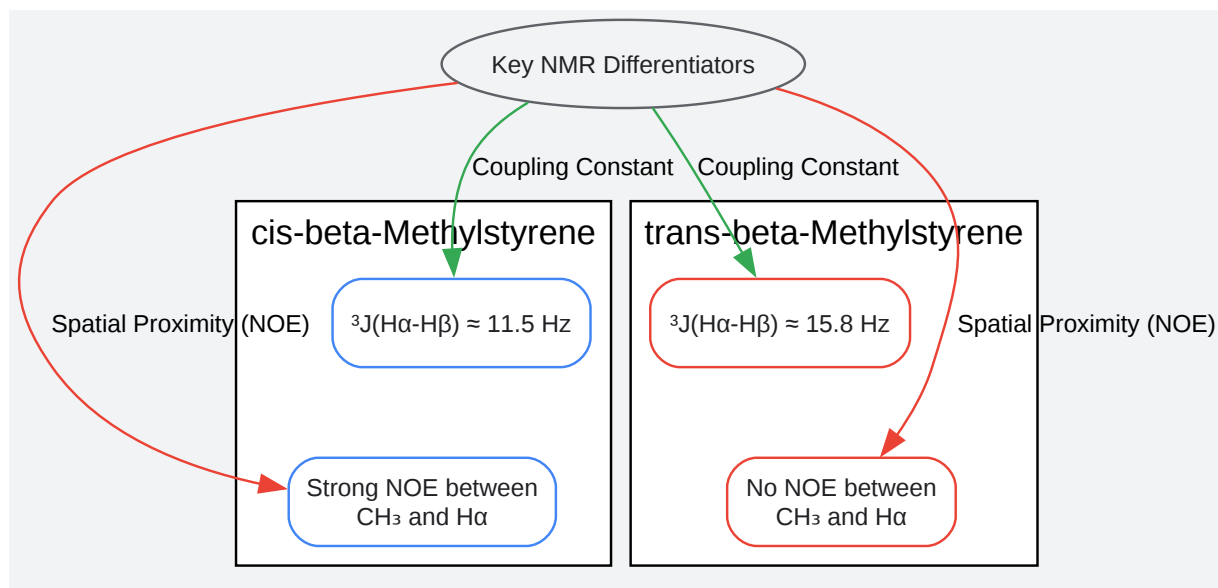 Key NMR Differentiators
Coupling Constant
Coupling Constant
cis-beta-Methylstyrene
trans-beta-Methylstyrene
Spatial Proximity (NOE)
³J(Hα-Hβ) ≈ 11.5 Hz
³J(Hα-Hβ) ≈ 15.8 Hz
Spatial Proximity (NOE)
Strong NOE between
CH₃ and Hα
No NOE between
CH₃ and Hα